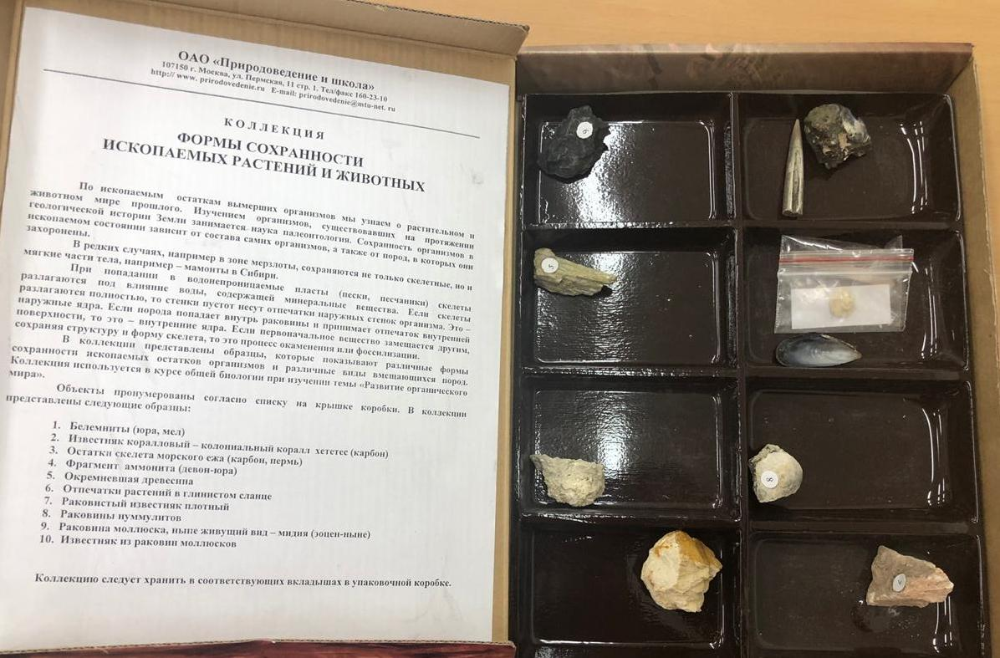 ОАО «Природоведение и школа»
107150 г. Москва, ул. Пермская, 11 стр. 1. Тел/факс 160-23-10
http:// www. prirodovedenie.ru E-mail: prirodovedenie@mtu-net. ru
КОЛЛЕКЦИЯ
ФОРМЫ СОХРАННОСТИ
ИСКОПАЕМЫХ РАСТЕНИЙ И ЖИВОТНЫХ
По ископаемым остаткам вымерших организмов мы узнаем о растительном и
животном мире прошлого. Изучением организмов, существовавших на протяжении
геологической истории Земли занимается наука палеонтология. Сохранность организмов в
ископаемом состоянии зависит от состава самих организмов, а также от пород, в которых они
захоронены.
В редких случаях, например в зоне мерзлоты, сохраняются не только скелетные, но и
мягкие части тела, например – мамонты в Сибири.
При попадании в водонепроницаемые пласты (пески, песчаники) скелеты
разлагаются под влияние воды, содержащей минеральные вещества. Если скелеты
разлагаются полностью, то стенки пустот несут отпечатки наружных стенок организма. Это –
наружные ядра. Если порода попадает внутрь раковины и принимает отпечаток внутренней
поверхности, то это – внутренние ядра. Если первоначальное вещество замещается другим,
сохраняя структуру и форму скелета, то это процесс окаменения или фоссилизации.
В коллекции представлены образцы, которые показывают различные формы
сохранности ископаемых остатков организмов и различные виды вмещающихся пород.
Коллекция используется в курсе общей биологии при изучении темы «Развитие органического
мира».
Объекты пронумерованы согласно списку на крышке коробки. В коллекции
представлены следующие образцы:
1. Белемниты (юра, мел)
2. Известняк коралловый – колониальный коралл хететес (карбон)
3. Остатки скелета морского ежа (карбон, пермь)
4. Фрагмент аммонита (девон-юра)
5. Окремневшая древесина
6. Отпечатки растений в глинистом сланце
7. Раковистый известняк плотный
8. Раковины нуммулитов
9. Раковина моллюска, ныне живущий вид – мидия (эоцен-ныне)
10. Известняк из раковин моллюсков
Коллекцию следует хранить в соответствующих вкладышах в упаковочной коробке.
5
8